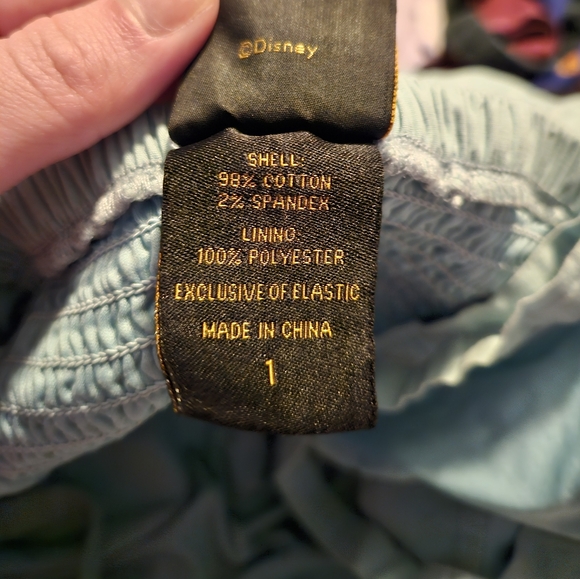 ©Disney
SHELL:
98% COTTON
2% SPANDEX
LINING:
100% POLYESTER
EXCLUSIVE OF ELASTIC
MADE IN CHINA
1